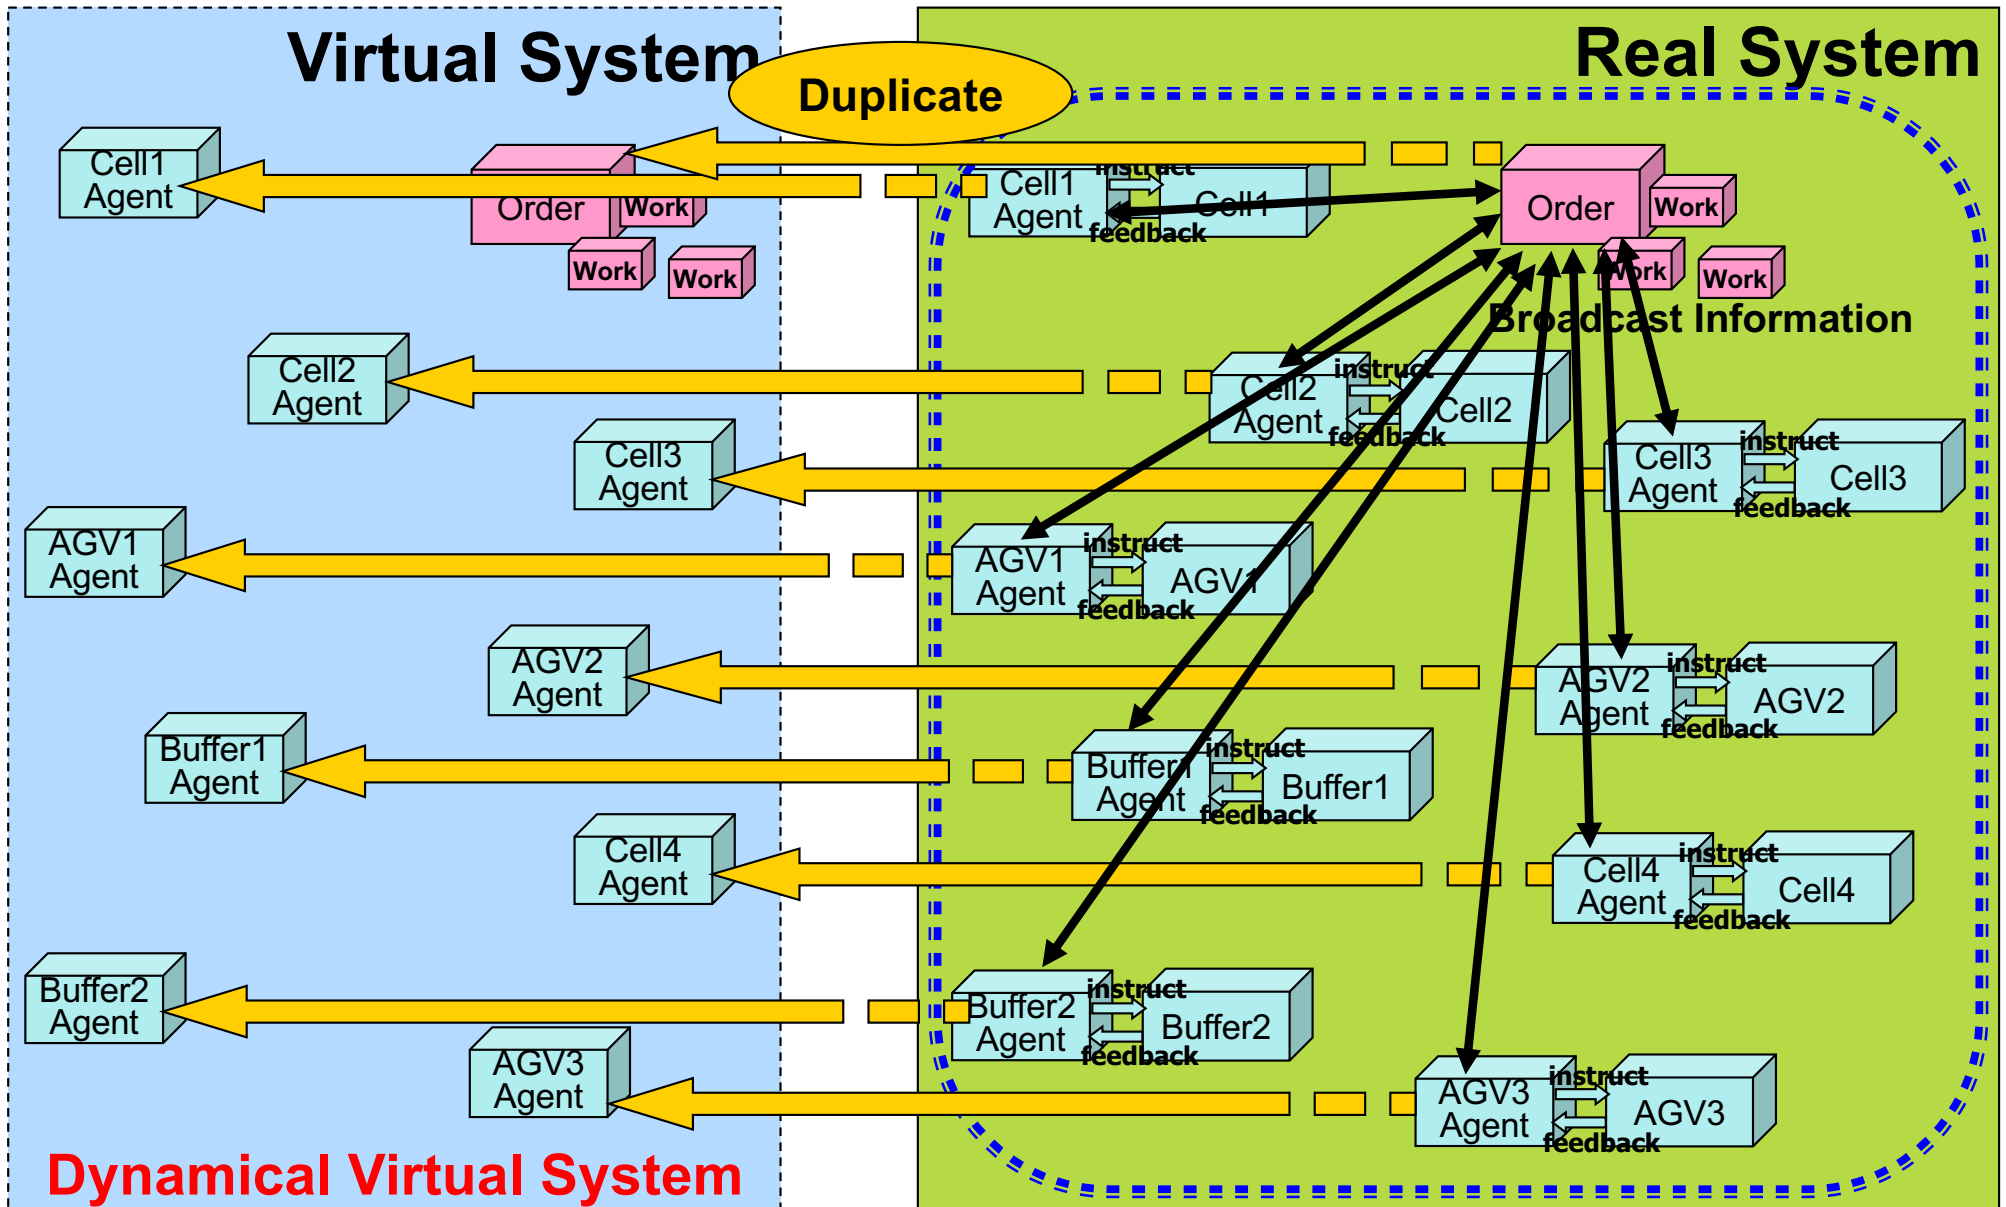 Virtual System
Real System
Duplicate
Cell1
Agent
Order
Work
Work
Work
Cell1
Agent
instruct
feedback
Cell1
Order
Work
Work
Work
Broadcast Information
Cell2
Agent
Cell2
Agent
instruct
feedback
Cell2
Cell3
Agent
Cell3
Agent
instruct
feedback
Cell3
AGV1
Agent
AGV1
Agent
instruct
feedback
AGV1
AGV2
Agent
AGV2
Agent
instruct
feedback
AGV2
Buffer1
Agent
Buffer1
Agent
instruct
feedback
Buffer1
Cell4
Agent
Cell4
Agent
instruct
feedback
Cell4
Buffer2
Agent
Buffer2
Agent
instruct
feedback
Buffer2
AGV3
Agent
AGV3
Agent
instruct
feedback
AGV3
Dynamical Virtual System